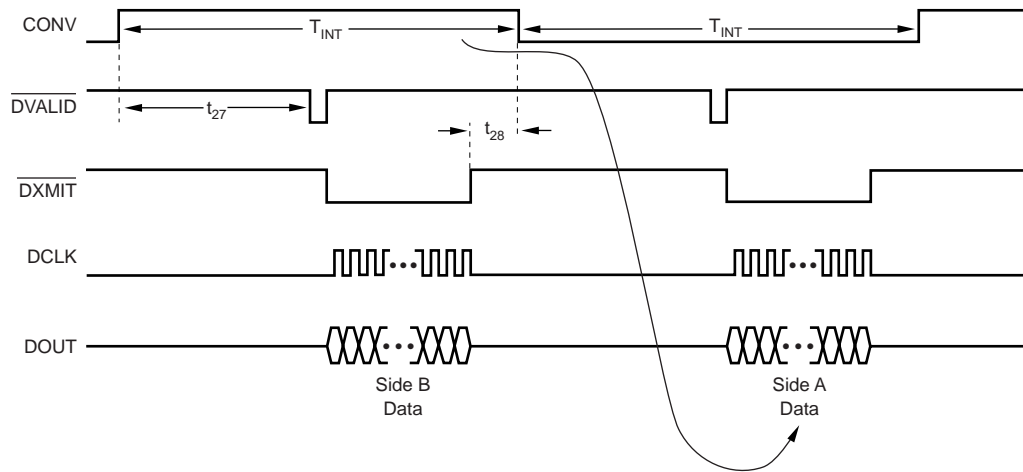 CONV
T_INT
T_INT
DVALID
t_27
t_28
DXMIT
DCLK
DOUT
Side B
Data
Side A
Data